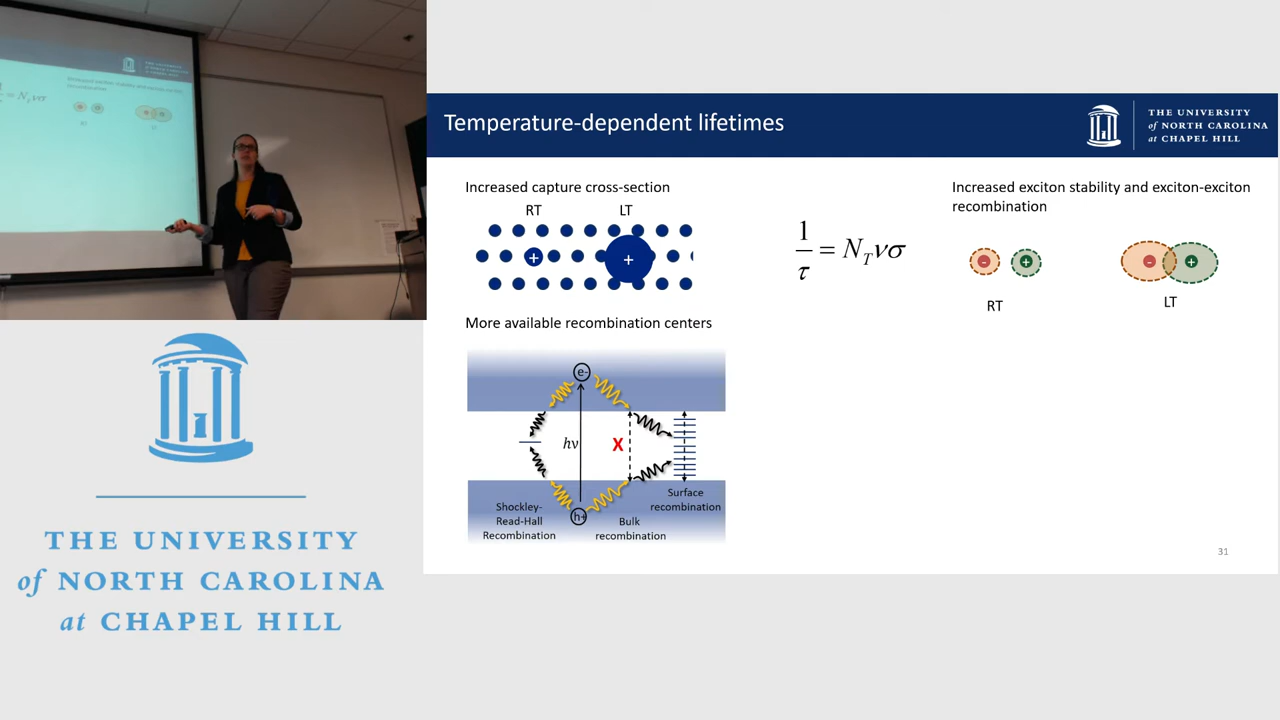 Temperature-dependent lifetimes
THE UNIVERSITY
of NORTH CAROLINA
at CHAPEL HILL
Increased capture cross-section
RT
LT
+
+
1/τ = N_T νσ
Increased exciton stability and exciton-exciton
recombination
-
+
-
+
RT
LT
More available recombination centers
e-
hν
X
h+
Shockley-
Read-Hall
Recombination
Bulk
recombination
Surface
recombination
31
THE UNIVERSITY
of NORTH CAROLINA
at CHAPEL HILL